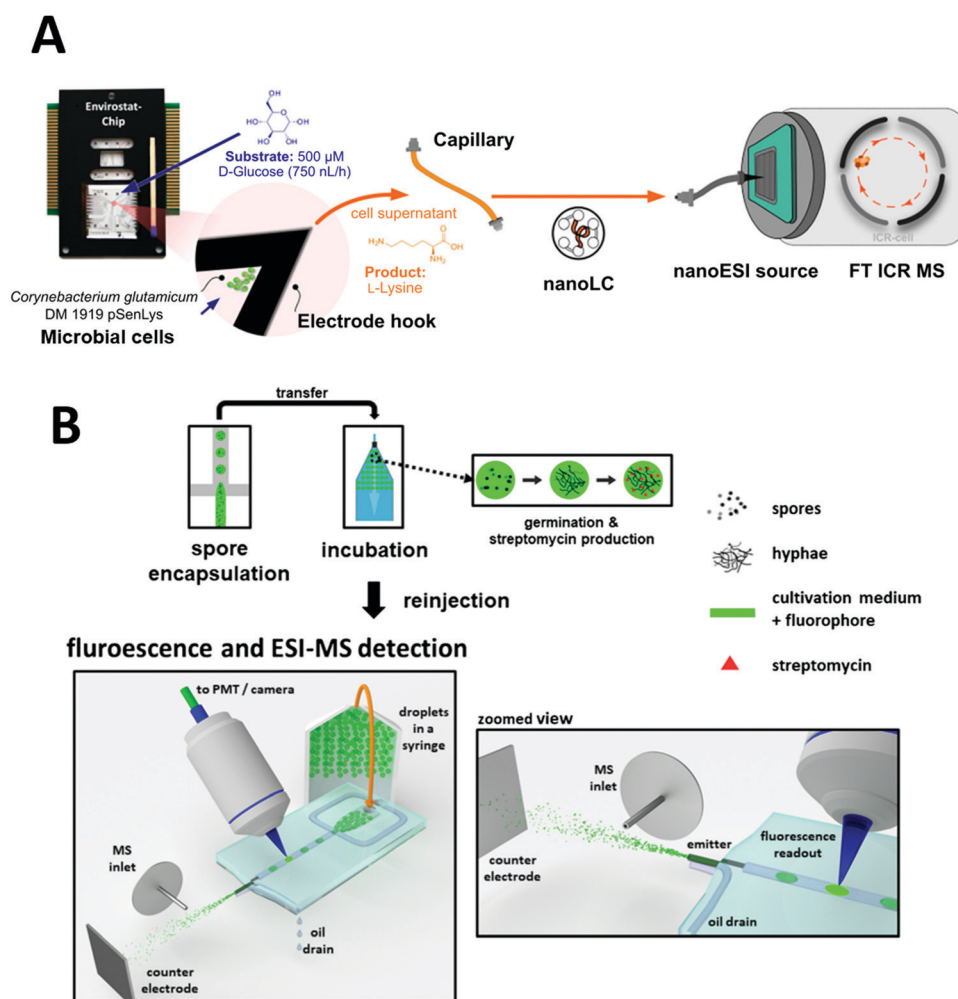 A
Envirostat-
Chip
HO
OH
HO
OH
OH
Substrate: 500 µM
D-Glucose (750 nL/h)
Capillary
cell supernatant
H2N
O
OH
NH2
Product:
L-Lysine
nanoLC
nanoESI source
ICR-cell
FT ICR MS
Corynebacterium glutamicum
DM 1919 pSenLys
Microbial cells
Electrode hook
B
transfer
spore
encapsulation
incubation
germination &
streptomycin production
spores
hyphae
cultivation medium
+ fluorophore
streptomycin
reinjection
fluroescence and ESI-MS detection
to PMT / camera
droplets
in a
syringe
MS
inlet
oil
drain
counter
electrode
zoomed view
MS
inlet
emitter
fluorescence
readout
counter
electrode
oil drain